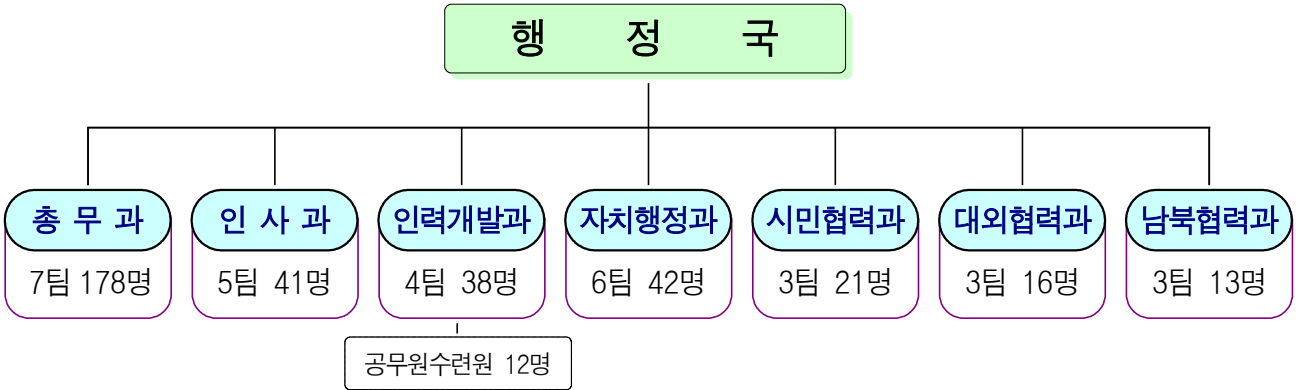 행 정 국
총 무 과 인 사 과 인력개발과 자치행정과 시민협력과 대외협력과 남북협력과
7팀 178명 5팀 41명 4팀 38명 6팀 42명 3팀 21명 3팀 16명 3팀 13명
공무원수련원 12명